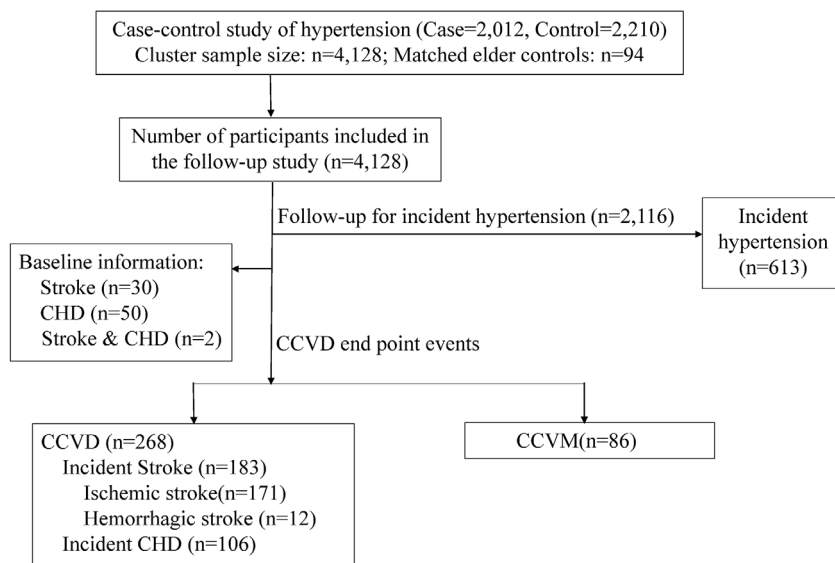 Case-control study of hypertension (Case=2,012, Control=2,210)
Cluster sample size: n=4,128; Matched elder controls: n=94
Number of participants included in
the follow-up study (n=4,128)
Follow-up for incident hypertension (n=2,116)
Incident
hypertension
(n=613)
Baseline information:
Stroke (n=30)
CHD (n=50)
Stroke & CHD (n=2)
CCVD end point events
CCVD (n=268)
Incident Stroke (n=183)
Ischemic stroke(n=171)
Hemorrhagic stroke (n=12)
Incident CHD (n=106)
CCVM(n=86)